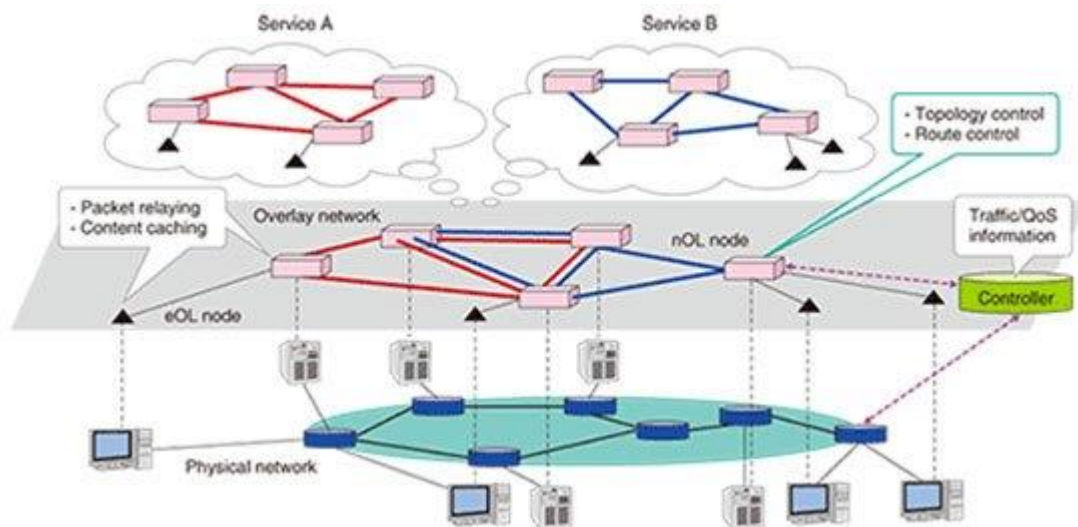 Service A
Service B
- Topology control
- Route control
- Packet relaying
- Content caching
Overlay network
nOL node
Traffic/QoS
information
Controller
eOL node
Physical network